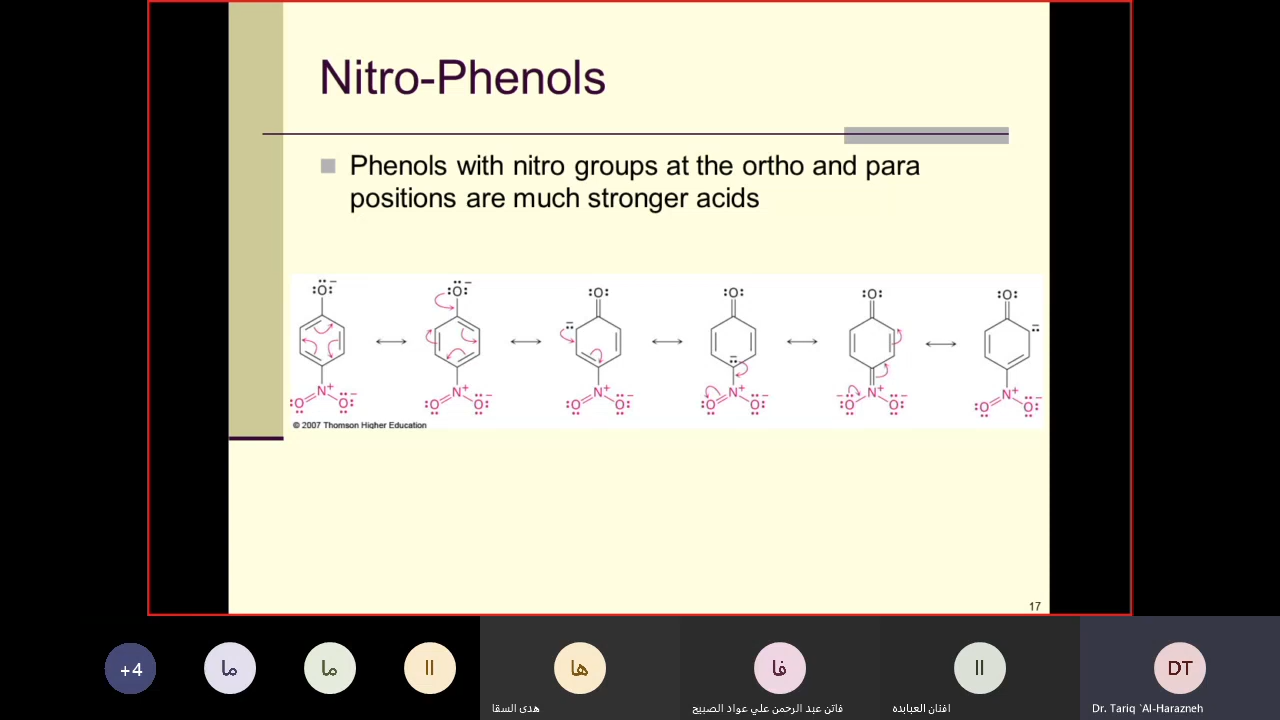 Nitro-Phenols
Phenols with nitro groups at the ortho and para
positions are much stronger acids
© 2007 Thomson Higher Education
17
+4
ما
ما
اا
ها
فا
اا
DT
هدى السقا
فاتن عبد الرحمن علي عواد الصبيح
افنان العبابده
Dr. Tariq `Al-Harazneh